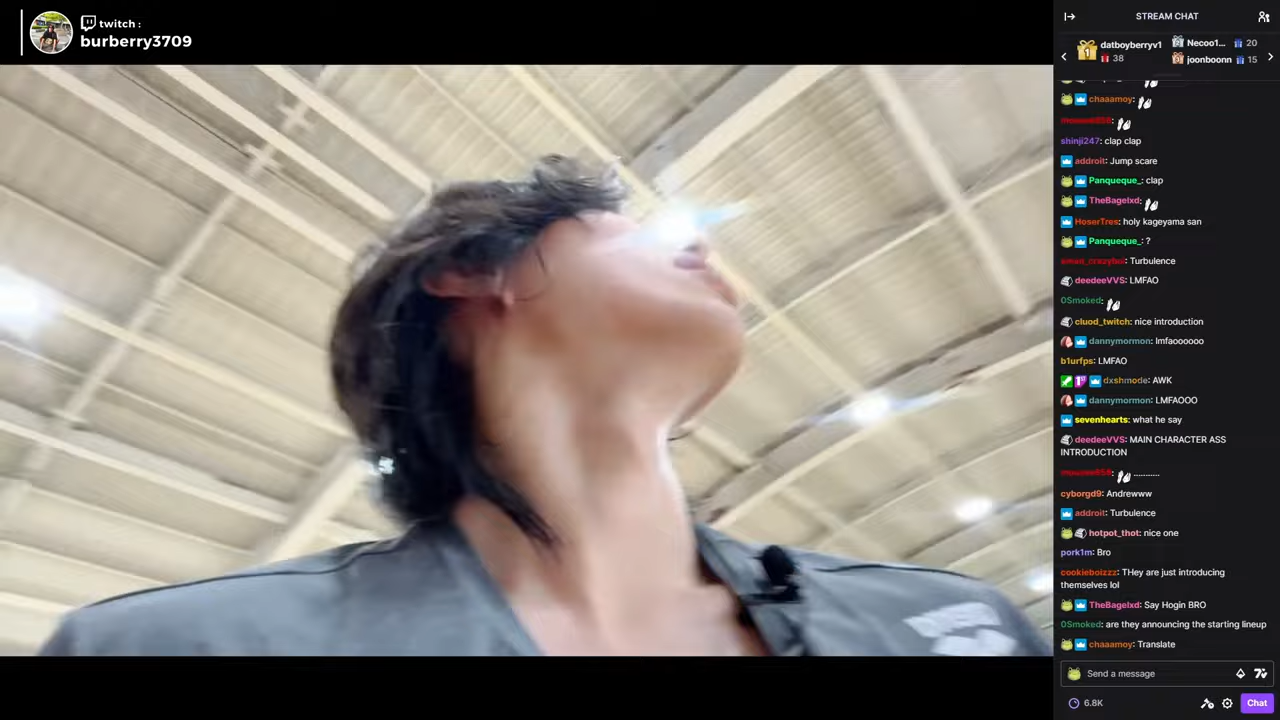 twitch :
burberry3709
STREAM CHAT
datboyberryv1
38
Necoo1... 20
joonboonn 15
chaaamoy:
shinji247: clap clap
addroit: Jump scare
Panqueque_: clap
TheBagelxd:
HoserTres: holy kageyama san
Panqueque_: ?
Turbulence
deedeeVVS: LMFAO
0Smoked:
cluod_twitch: nice introduction
dannymormon: lmfaooooo
b1urfps: LMFAO
dxshmode: AWK
dannymormon: LMFAOOO
sevenhearts: what he say
deedeeVVS: MAIN CHARACTER ASS
INTRODUCTION
...........
cyborgd9: Andrewww
addroit: Turbulence
hotpot_thot: nice one
pork1m: Bro
cookieboizzz: THey are just introducing
themselves lol
TheBagelxd: Say Hogin BRO
0Smoked: are they announcing the starting lineup
chaaamoy: Translate
Send a message
6.8K
Chat